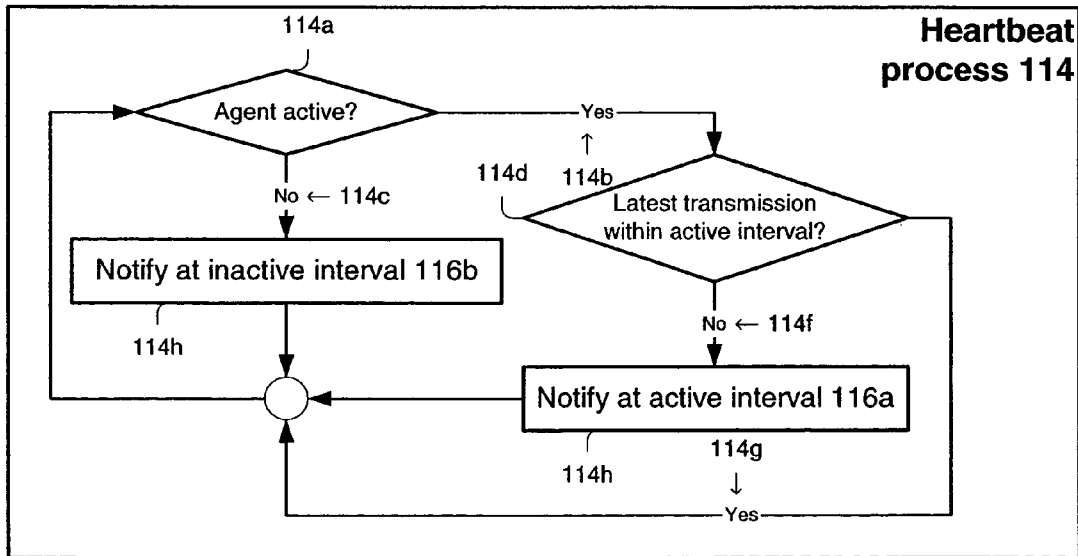 Heartbeat
process 114
114a
Agent active?
Yes
↑
114b
114d
No ← 114c
Latest transmission
within active interval?
Notify at inactive interval 116b
114h
No ← 114f
Notify at active interval 116a
114g
↓
114h
Yes